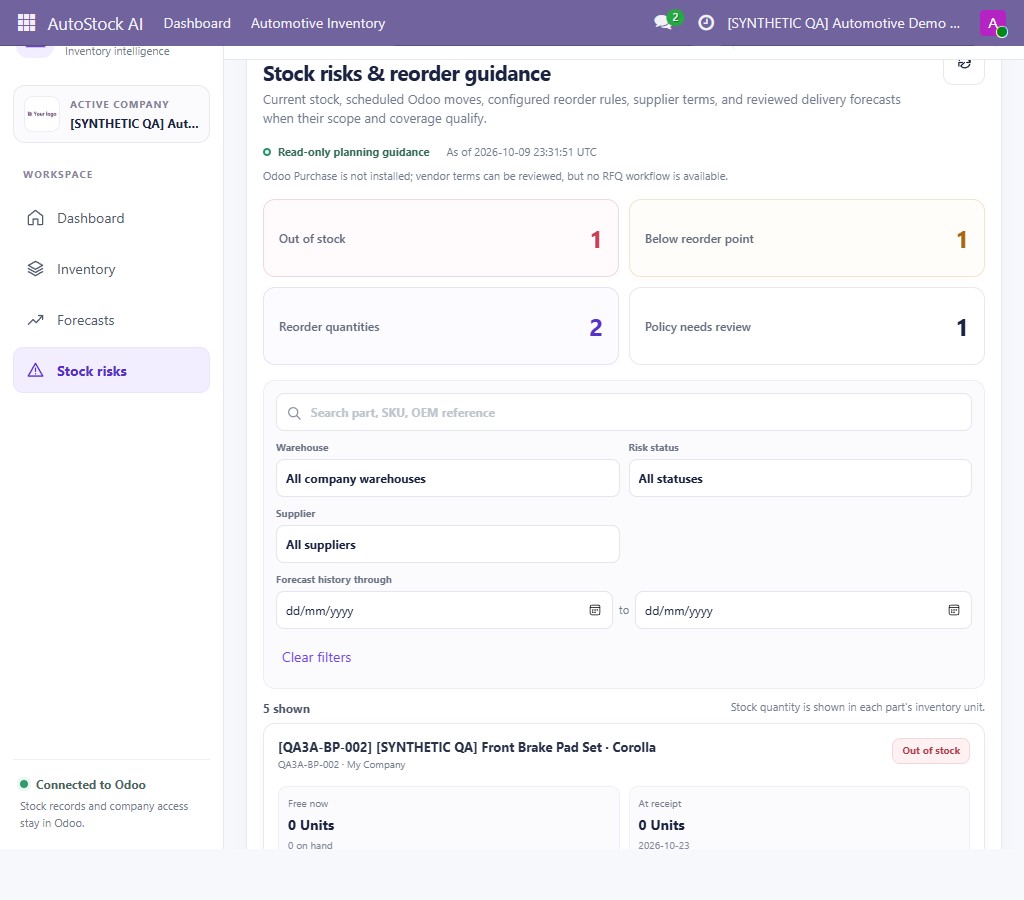 AutoStock AI Dashboard Automotive Inventory 2 [SYNTHETIC QA] Automotive Demo ... A
Inventory intelligence
Your logo
ACTIVE COMPANY
[SYNTHETIC QA] Aut...
WORKSPACE
Dashboard
Inventory
Forecasts
Stock risks
Connected to Odoo
Stock records and company access
stay in Odoo.
Stock risks & reorder guidance
Current stock, scheduled Odoo moves, configured reorder rules, supplier terms, and reviewed delivery forecasts
when their scope and coverage qualify.
Read-only planning guidance As of 2026-10-09 23:31:51 UTC
Odoo Purchase is not installed; vendor terms can be reviewed, but no RFQ workflow is available.
Out of stock 1
Below reorder point 1
Reorder quantities 2
Policy needs review 1
Search part, SKU, OEM reference
Warehouse
All company warehouses
Risk status
All statuses
Supplier
All suppliers
Forecast history through
dd/mm/yyyy to dd/mm/yyyy
Clear filters
5 shown
Stock quantity is shown in each part's inventory unit.
[QA3A-BP-002] [SYNTHETIC QA] Front Brake Pad Set · Corolla
QA3A-BP-002 · My Company
Out of stock
Free now
0 Units
0 on hand
At receipt
0 Units
2026-10-23